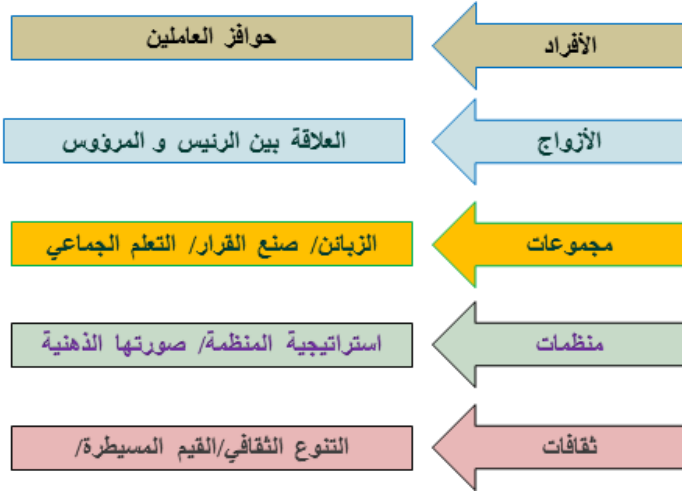 الأفراد
حوافز العاملين
الأزواج
العلاقة بين الرئيس و المرؤوس
مجموعات
الزبائن/ صنع القرار/ التعلم الجماعي
منظمات
استراتيجية المنظمة/ صورتها الذهنية
ثقافات
التنوع الثقافي/القيم المسيطرة/